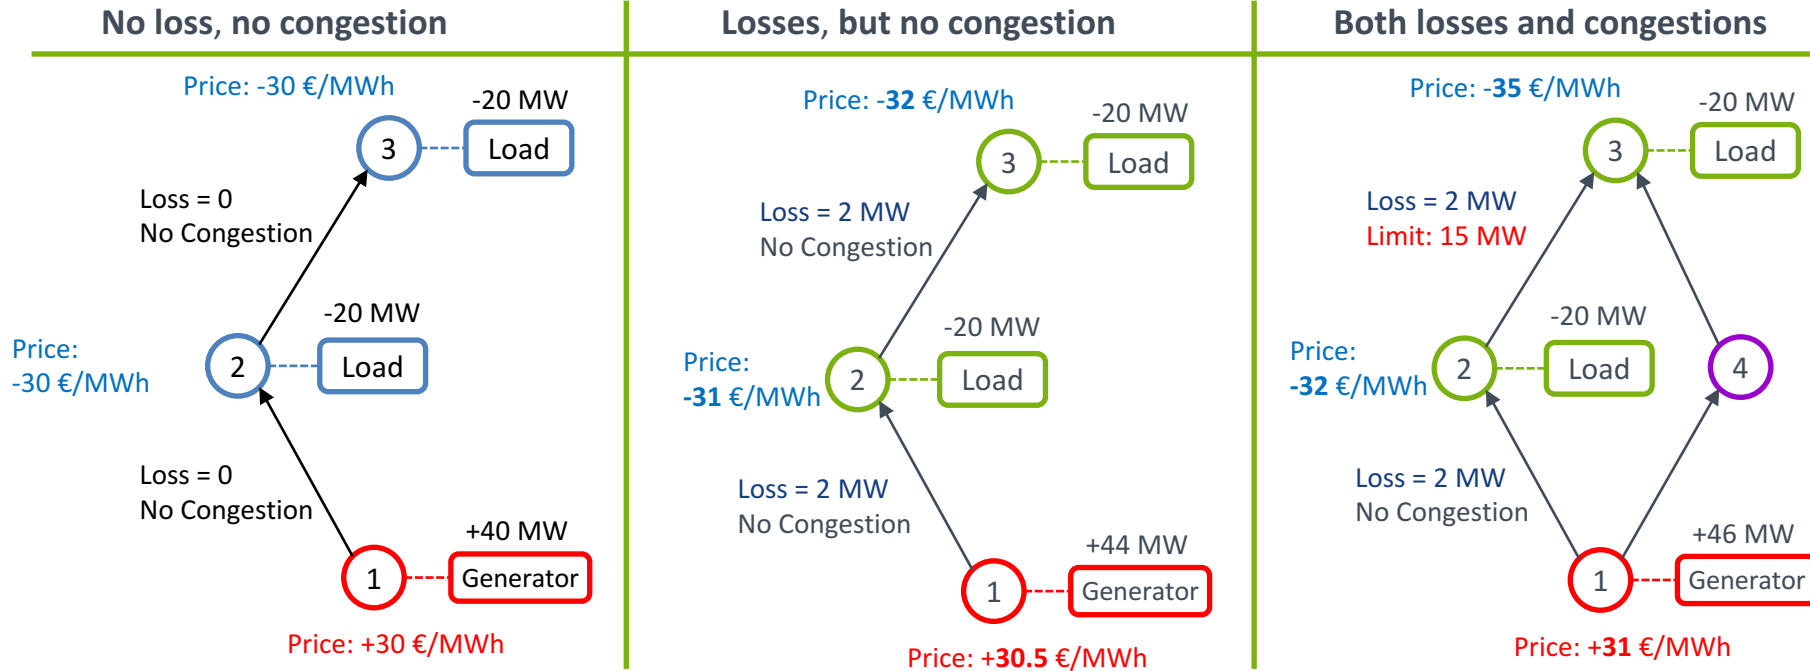 No loss, no congestion
Price: -30 €/MWh
-20 MW
3
Load
Loss = 0
No Congestion
-20 MW
Price:
-30 €/MWh
2
Load
Loss = 0
No Congestion
+40 MW
1
Generator
Price: +30 €/MWh
Losses, but no congestion
Price: -32 €/MWh
-20 MW
3
Load
Loss = 2 MW
No Congestion
-20 MW
Price:
-31 €/MWh
2
Load
Loss = 2 MW
No Congestion
+44 MW
1
Generator
Price: +30.5 €/MWh
Both losses and congestions
Price: -35 €/MWh
-20 MW
3
Load
Loss = 2 MW
Limit: 15 MW
-20 MW
Price:
-32 €/MWh
2
Load
4
Loss = 2 MW
No Congestion
+46 MW
1
Generator
Price: +31 €/MWh